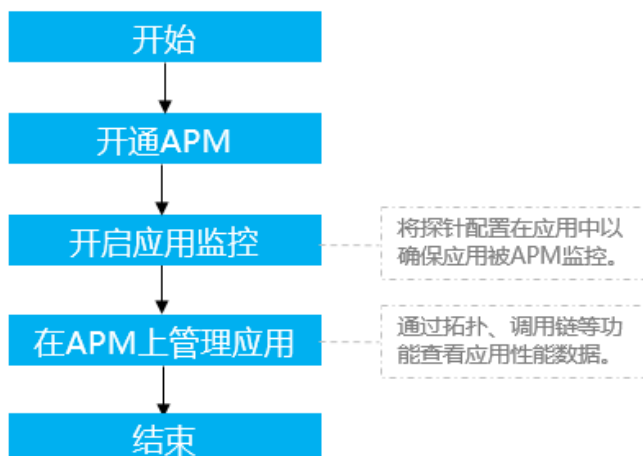 开始
开通APM
开启应用监控
将探针配置在应用中以
确保应用被APM监控。
在APM上管理应用
通过拓扑、调用链等功
能查看应用性能数据。
结束